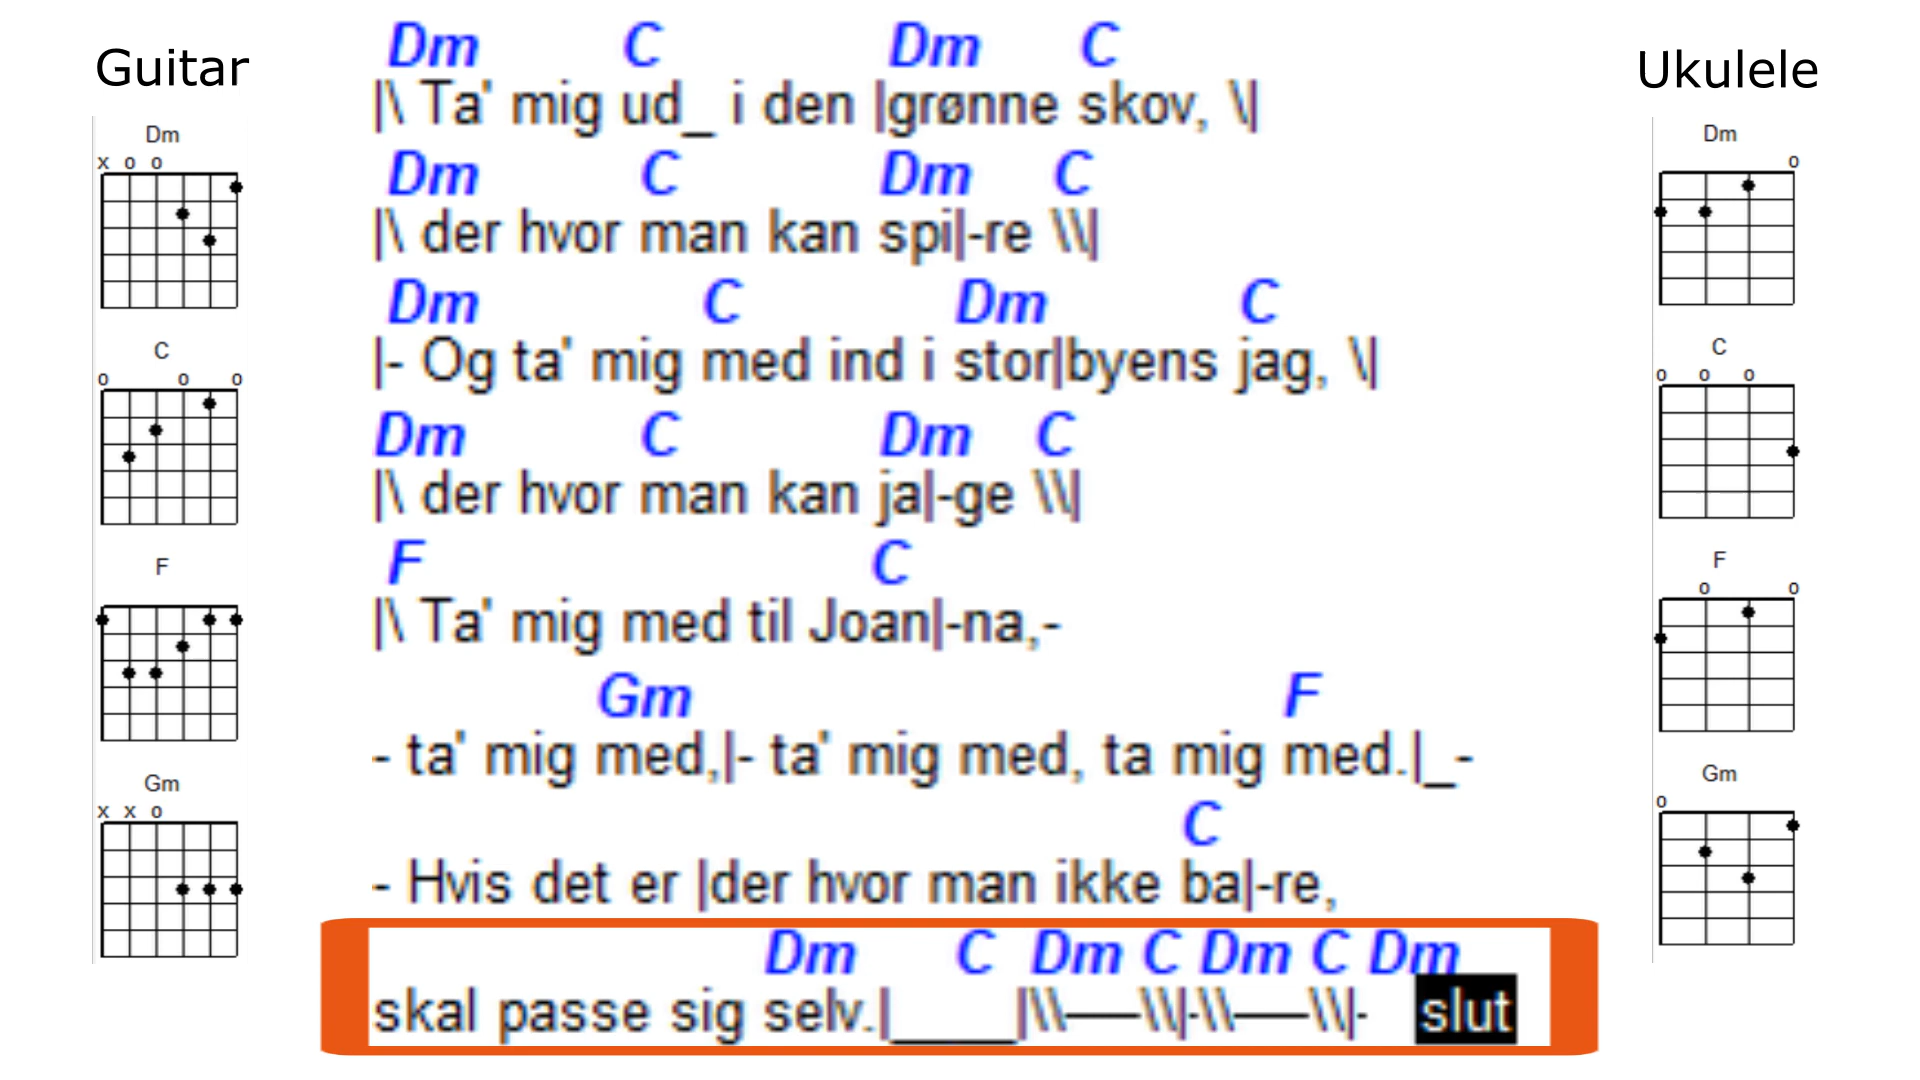 Guitar
Dm
x o o
C
o o o
F
Gm
x x o
Dm C Dm C
|\ Ta' mig ud_ i den |grønne skov, \|
Dm C Dm C
|\ der hvor man kan spi|-re \\|
Dm C Dm C
|- Og ta' mig med ind i stor|byens jag, \|
Dm C Dm C
|\ der hvor man kan ja|-ge \\|
F C
|\ Ta' mig med til Joan|-na,-
Gm F
- ta' mig med,|- ta' mig med, ta mig med.|_-
C
- Hvis det er |der hvor man ikke ba|-re,
Dm C Dm C Dm C Dm
skal passe sig selv.|____|\\—\\|-\\—\\|- slut
Ukulele
Dm
o
C
o o o
F
o o
Gm
o